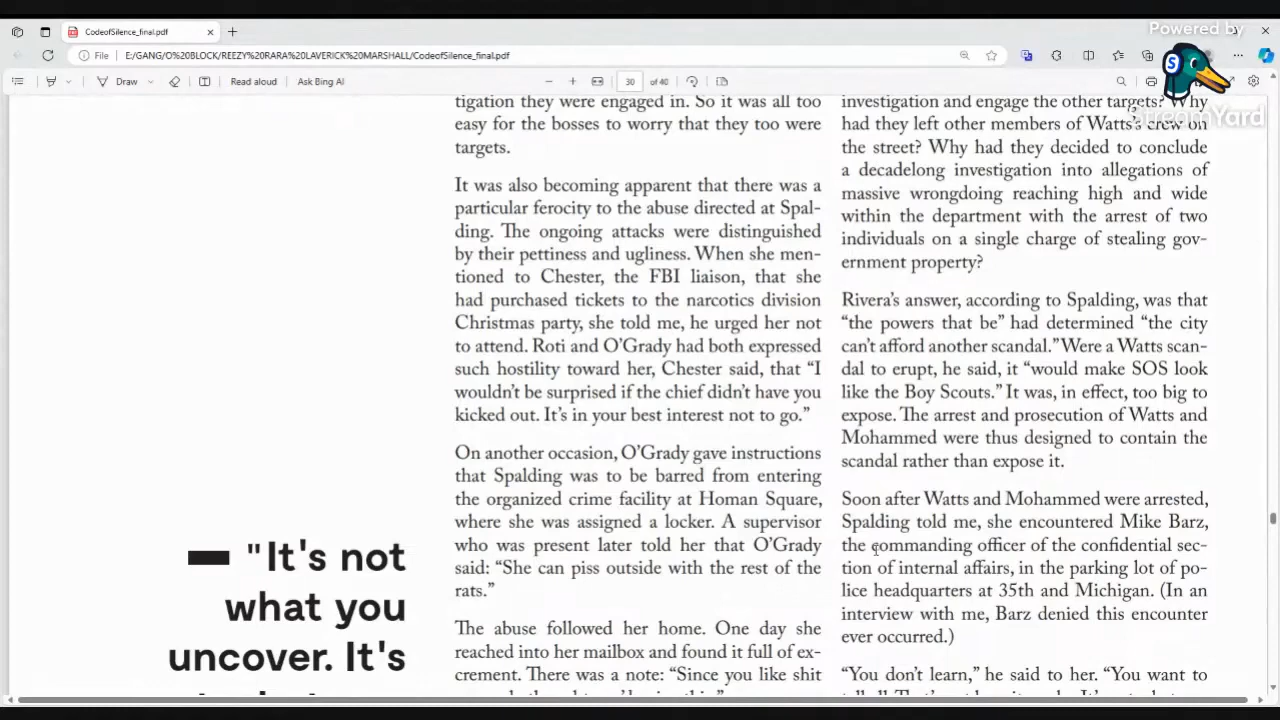 Powered by
StreamYard
CodeofSilence_final.pdf
File
E:/GANG/O%20BLOCK/REEZY%20RARA%20LAVERICK%20MARSHALL/CodeofSilence_final.pdf
Draw
Read aloud
Ask Bing AI
30
of 40
tigation they were engaged in. So it was all too
easy for the bosses to worry that they too were
targets.
It was also becoming apparent that there was a
particular ferocity to the abuse directed at Spal-
ding. The ongoing attacks were distinguished
by their pettiness and ugliness. When she men-
tioned to Chester, the FBI liaison, that she
had purchased tickets to the narcotics division
Christmas party, she told me, he urged her not
to attend. Roti and O'Grady had both expressed
such hostility toward her, Chester said, that “I
wouldn't be surprised if the chief didn't have you
kicked out. It's in your best interest not to go.”
On another occasion, O'Grady gave instructions
that Spalding was to be barred from entering
the organized crime facility at Homan Square,
where she was assigned a locker. A supervisor
who was present later told her that O'Grady
said: “She can piss outside with the rest of the
rats.”
The abuse followed her home. One day she
reached into her mailbox and found it full of ex-
crement. There was a note: “Since you like shit
investigation and engage the other targets? Why
had they left other members of Watts's crew on
the street? Why had they decided to conclude
a decadelong investigation into allegations of
massive wrongdoing reaching high and wide
within the department with the arrest of two
individuals on a single charge of stealing gov-
ernment property?
Rivera's answer, according to Spalding, was that
“the powers that be” had determined “the city
can't afford another scandal.” Were a Watts scan-
dal to erupt, he said, it “would make SOS look
like the Boy Scouts.” It was, in effect, too big to
expose. The arrest and prosecution of Watts and
Mohammed were thus designed to contain the
scandal rather than expose it.
Soon after Watts and Mohammed were arrested,
Spalding told me, she encountered Mike Barz,
the commanding officer of the confidential sec-
tion of internal affairs, in the parking lot of po-
lice headquarters at 35th and Michigan. (In an
interview with me, Barz denied this encounter
ever occurred.)
“You don't learn,” he said to her. “You want to
"It's not
what you
uncover. It's